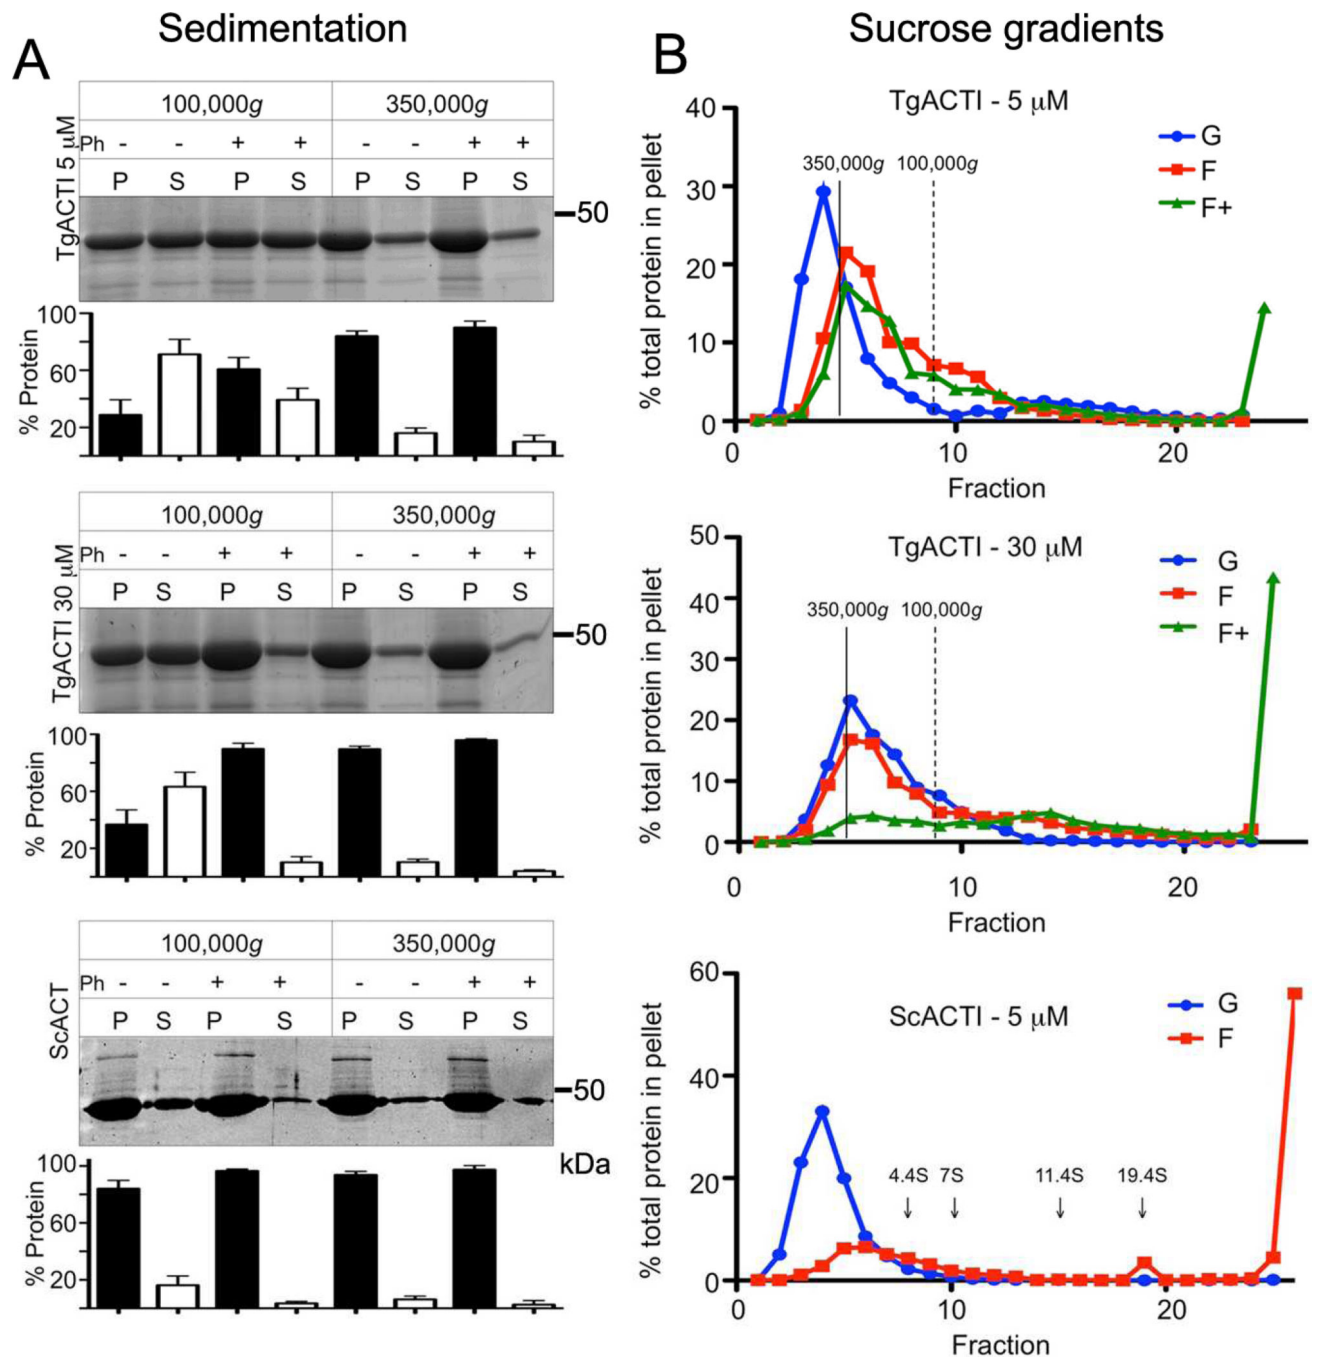 Sedimentation
Sucrose gradients
A
100,000g 350,000g
Ph - - + + - - + +
P S P S P S P S
TgACTI 5 μM
50
% Protein
100
60
20
100,000g 350,000g
Ph - - + + - - + +
P S P S P S P S
TgACTI 30 μM
50
% Protein
100
60
20
100,000g 350,000g
Ph - - + + - - + +
P S P S P S P S
ScACT
50
kDa
% Protein
100
60
20
B
TgACTI - 5 μM
G
F
F+
350,000g 100,000g
% total protein in pellet
40
30
20
10
0
0 10 20
Fraction
TgACTI - 30 μM
G
F
F+
350,000g 100,000g
% total protein in pellet
50
40
30
20
10
0
0 10 20
Fraction
ScACTI - 5 μM
G
F
4.4S 7S 11.4S 19.4S
% total protein in pellet
60
40
20
0
0 10 20
Fraction